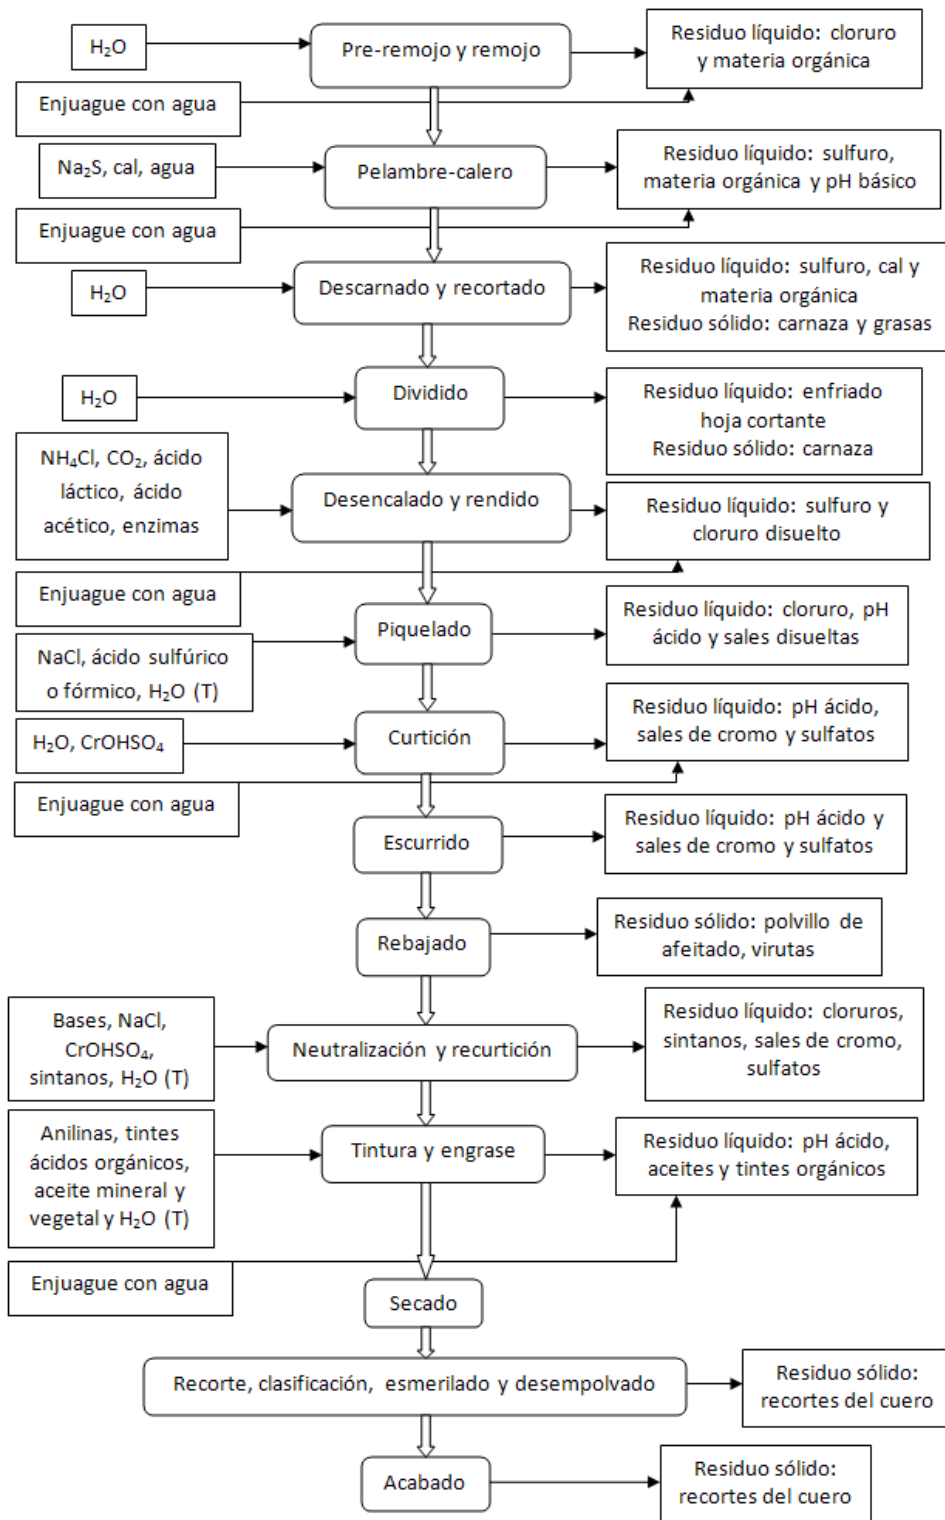 H₂O
Pre-remojo y remojo
Residuo líquido: cloruro
y materia orgánica
Enjuague con agua
Na₂S, cal, agua
Pelambre-calero
Residuo líquido: sulfuro,
materia orgánica y pH básico
Enjuague con agua
H₂O
Descarnado y recortado
Residuo líquido: sulfuro, cal y
materia orgánica
Residuo sólido: carnaza y grasas
H₂O
Dividido
Residuo líquido: enfriado
hoja cortante
Residuo sólido: carnaza
NH₄Cl, CO₂, ácido
láctico, ácido
acético, enzimas
Desencalado y rendido
Residuo líquido: sulfuro y
cloruro disuelto
Enjuague con agua
Piquelado
Residuo líquido: cloruro, pH
ácido y sales disueltas
NaCl, ácido sulfúrico
o fórmico, H₂O (T)
H₂O, CrOHSO₄
Curtición
Residuo líquido: pH ácido,
sales de cromo y sulfatos
Enjuague con agua
Escurrido
Residuo líquido: pH ácido y
sales de cromo y sulfatos
Rebajado
Residuo sólido: polvillo de
afeitado, virutas
Bases, NaCl,
CrOHSO₄,
sintanos, H₂O (T)
Neutralización y recurtición
Residuo líquido: cloruros,
sintanos, sales de cromo,
sulfatos
Anilinas, tintes
ácidos orgánicos,
aceite mineral y
vegetal y H₂O (T)
Tintura y engrase
Residuo líquido: pH ácido,
aceites y tintes orgánicos
Enjuague con agua
Secado
Recorte, clasificación, esmerilado y desempolvado
Residuo sólido:
recortes del cuero
Acabado
Residuo sólido:
recortes del cuero